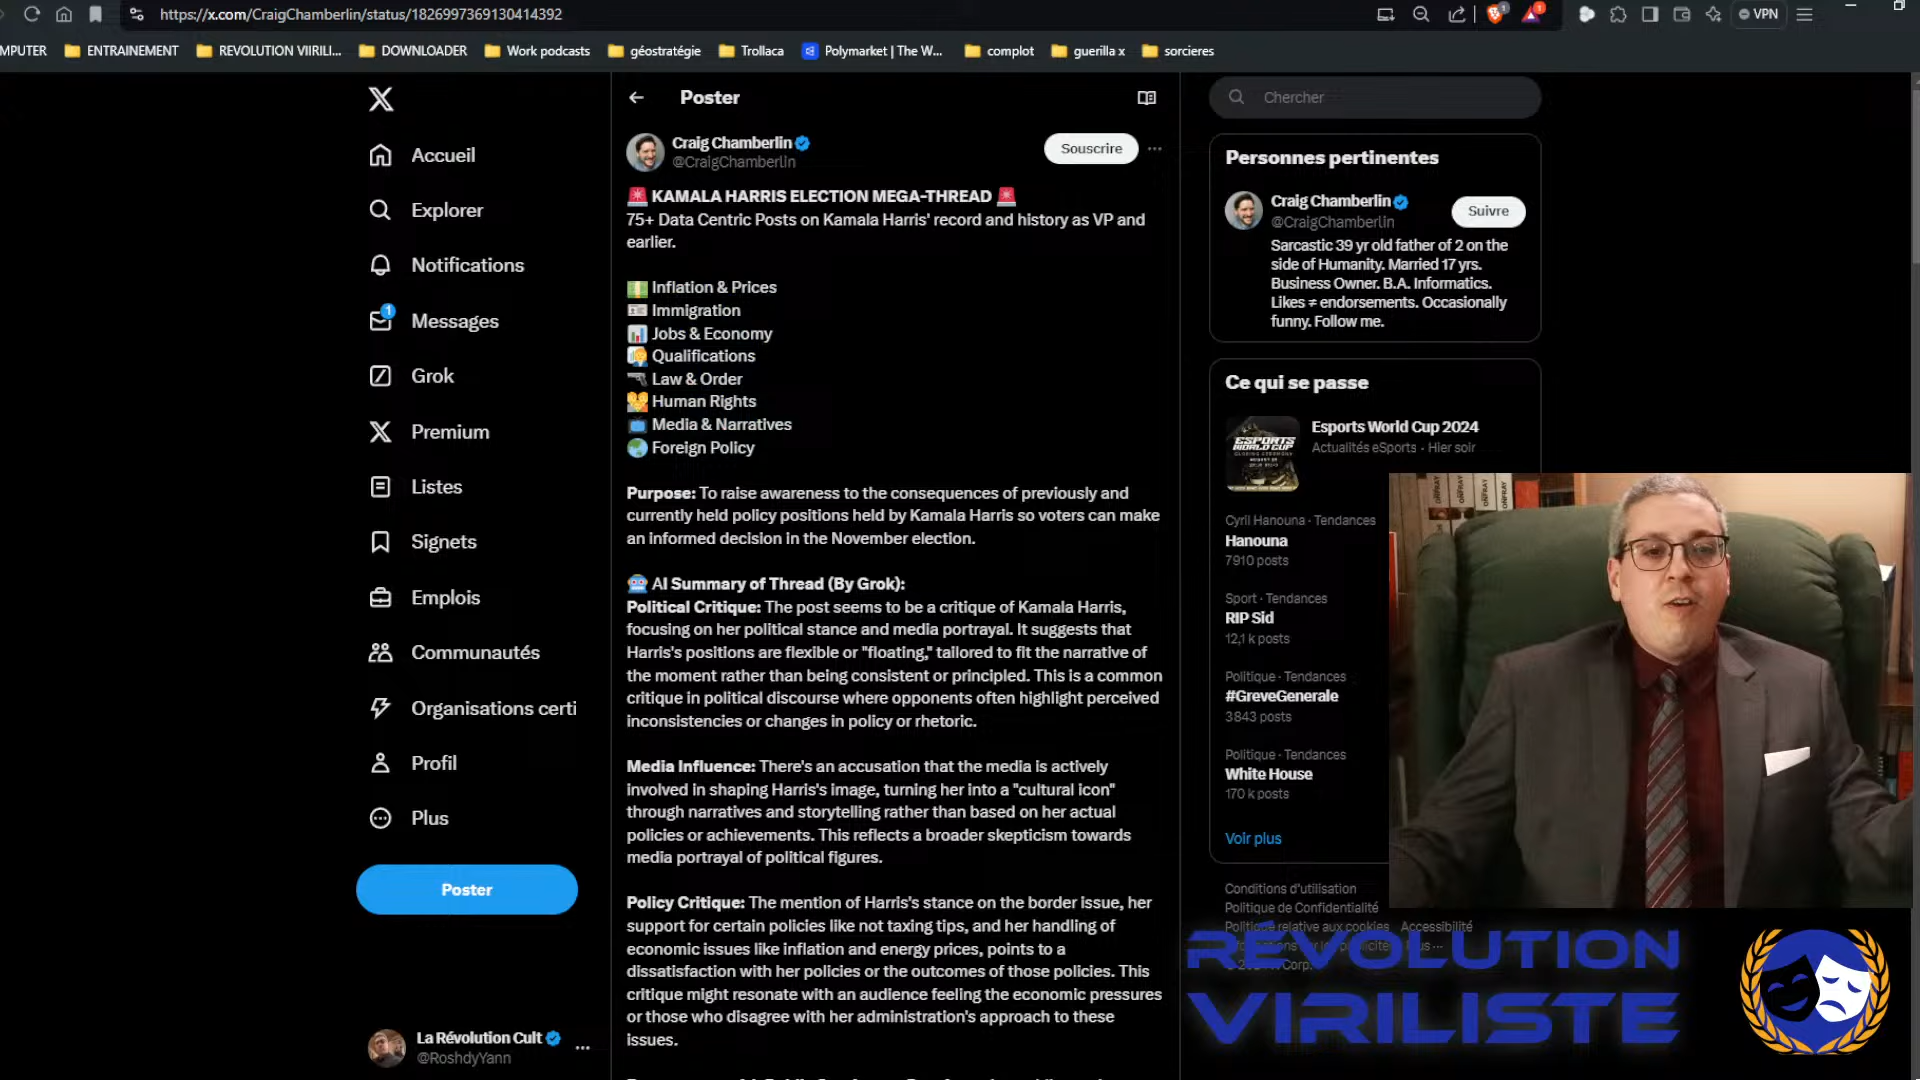 https://x.com/CraigChamberlin/status/1826997369130414392
1
1
VPN
MPUTER
ENTRAINEMENT
REVOLUTION VIIRILI...
DOWNLOADER
Work podcasts
géostratégie
Trollaca
Polymarket | The W...
complot
guerilla x
sorcieres
Accueil
Explorer
Notifications
1
Messages
Grok
Premium
Listes
Signets
Emplois
Communautés
Organisations certi
Profil
Plus
Poster
La Révolution Cult
@RoshdyYann
Poster
Craig Chamberlin
@CraigChamberlin
Souscrire
KAMALA HARRIS ELECTION MEGA-THREAD
75+ Data Centric Posts on Kamala Harris' record and history as VP and
earlier.
Inflation & Prices
Immigration
Jobs & Economy
Qualifications
Law & Order
Human Rights
Media & Narratives
Foreign Policy
Purpose: To raise awareness to the consequences of previously and
currently held policy positions held by Kamala Harris so voters can make
an informed decision in the November election.
AI Summary of Thread (By Grok):
Political Critique: The post seems to be a critique of Kamala Harris,
focusing on her political stance and media portrayal. It suggests that
Harris's positions are flexible or "floating," tailored to fit the narrative of
the moment rather than being consistent or principled. This is a common
critique in political discourse where opponents often highlight perceived
inconsistencies or changes in policy or rhetoric.
Media Influence: There's an accusation that the media is actively
involved in shaping Harris's image, turning her into a "cultural icon"
through narratives and storytelling rather than based on her actual
policies or achievements. This reflects a broader skepticism towards
media portrayal of political figures.
Policy Critique: The mention of Harris's stance on the border issue, her
support for certain policies like not taxing tips, and her handling of
economic issues like inflation and energy prices, points to a
dissatisfaction with her policies or the outcomes of those policies. This
critique might resonate with an audience feeling the economic pressures
or those who disagree with her administration's approach to these
issues.
Chercher
Personnes pertinentes
Craig Chamberlin
@CraigChamberlin
Suivre
Sarcastic 39 yr old father of 2 on the
side of Humanity. Married 17 yrs.
Business Owner. B.A. Informatics.
Likes ≠ endorsements. Occasionally
funny. Follow me.
Ce qui se passe
ESPORTS
WORLD CUP
Esports World Cup 2024
Actualités eSports · Hier soir
Cyril Hanouna · Tendances
Hanouna
7 910 posts
Sport · Tendances
RIP Sid
12,1 k posts
Politique · Tendances
#GreveGenerale
3 843 posts
Politique · Tendances
White House
170 k posts
Voir plus
Conditions d'utilisation
Politique de Confidentialité
Politique relative aux cookies
Accessibilité
ONFRAY
ONFRAY
ONFRAY
RÉVOLUTION
VIRILISTE